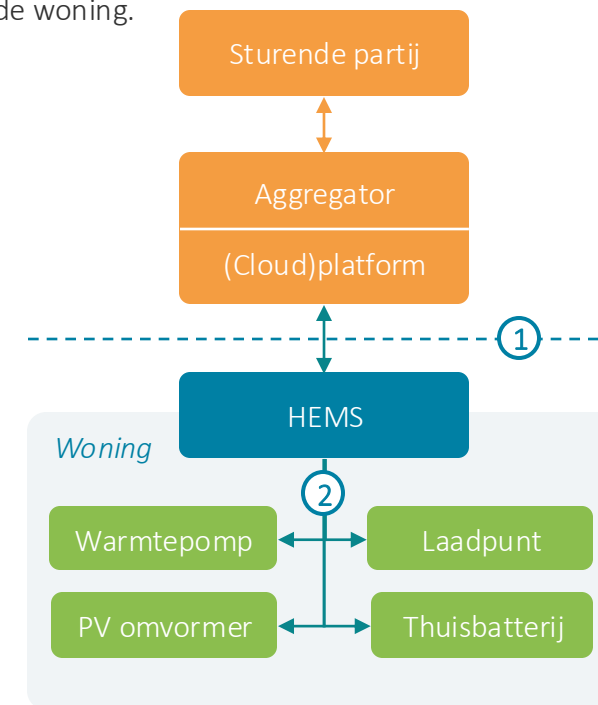 de woning.
Sturende partij
Aggregator
(Cloud)platform
1
HEMS
Woning
2
Warmtepomp
Laadpunt
PV omvormer
Thuisbatterij